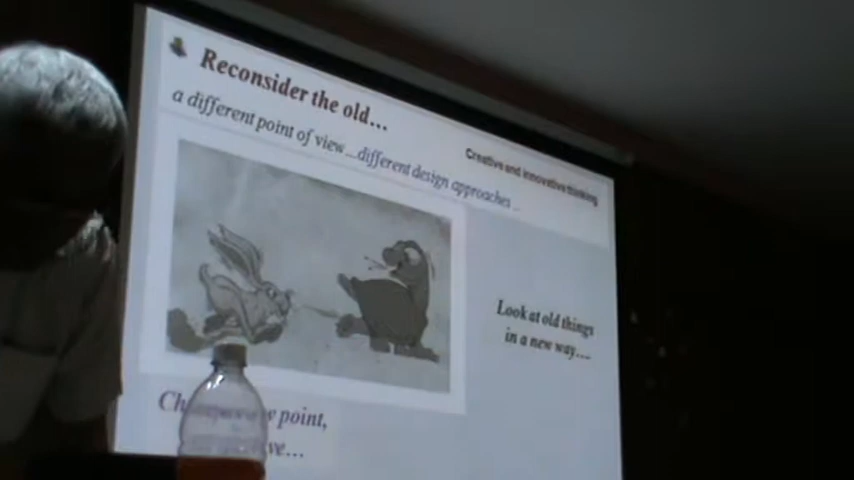 Reconsider the old...
a different point of view...different design approaches ..
Creative and innovative thinking
Look at old things
in a new way....
point,